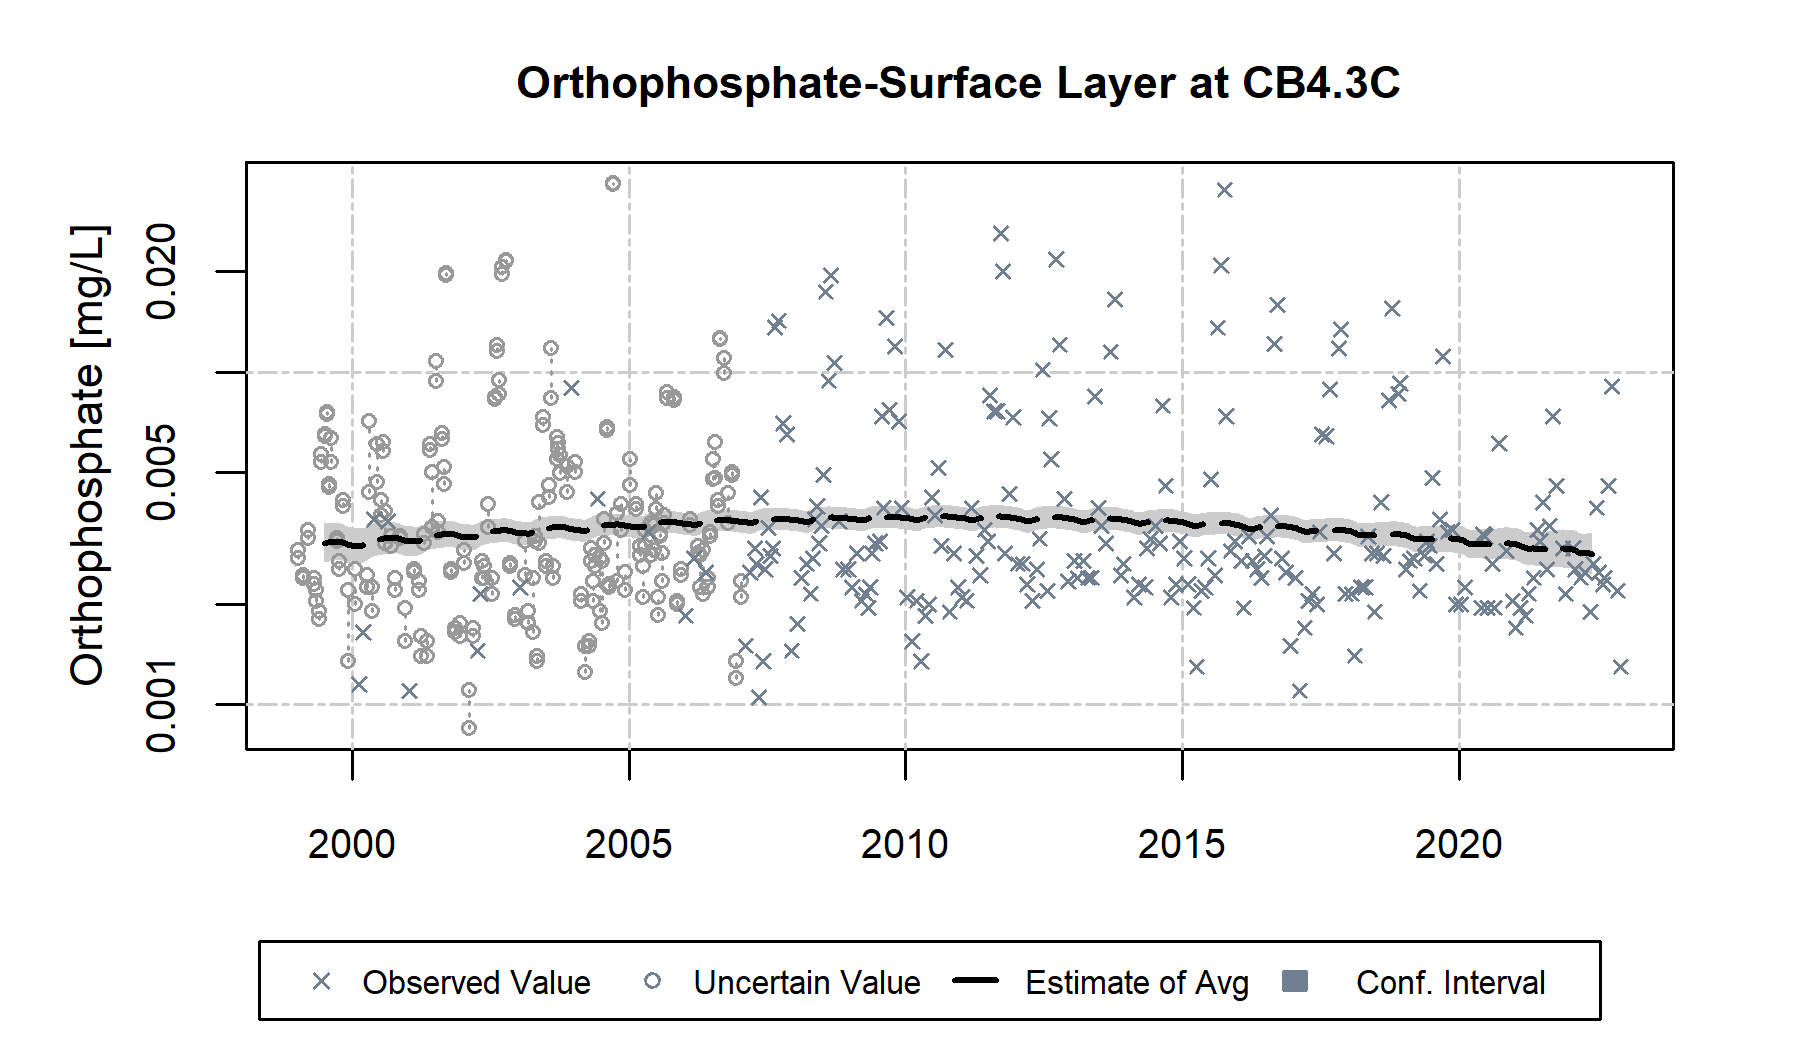 Orthophosphate-Surface Layer at CB4.3C
Orthophosphate [mg/L]
0.020
0.005
0.001
2000 2005 2010 2015 2020
Observed Value Uncertain Value Estimate of Avg Conf. Interval